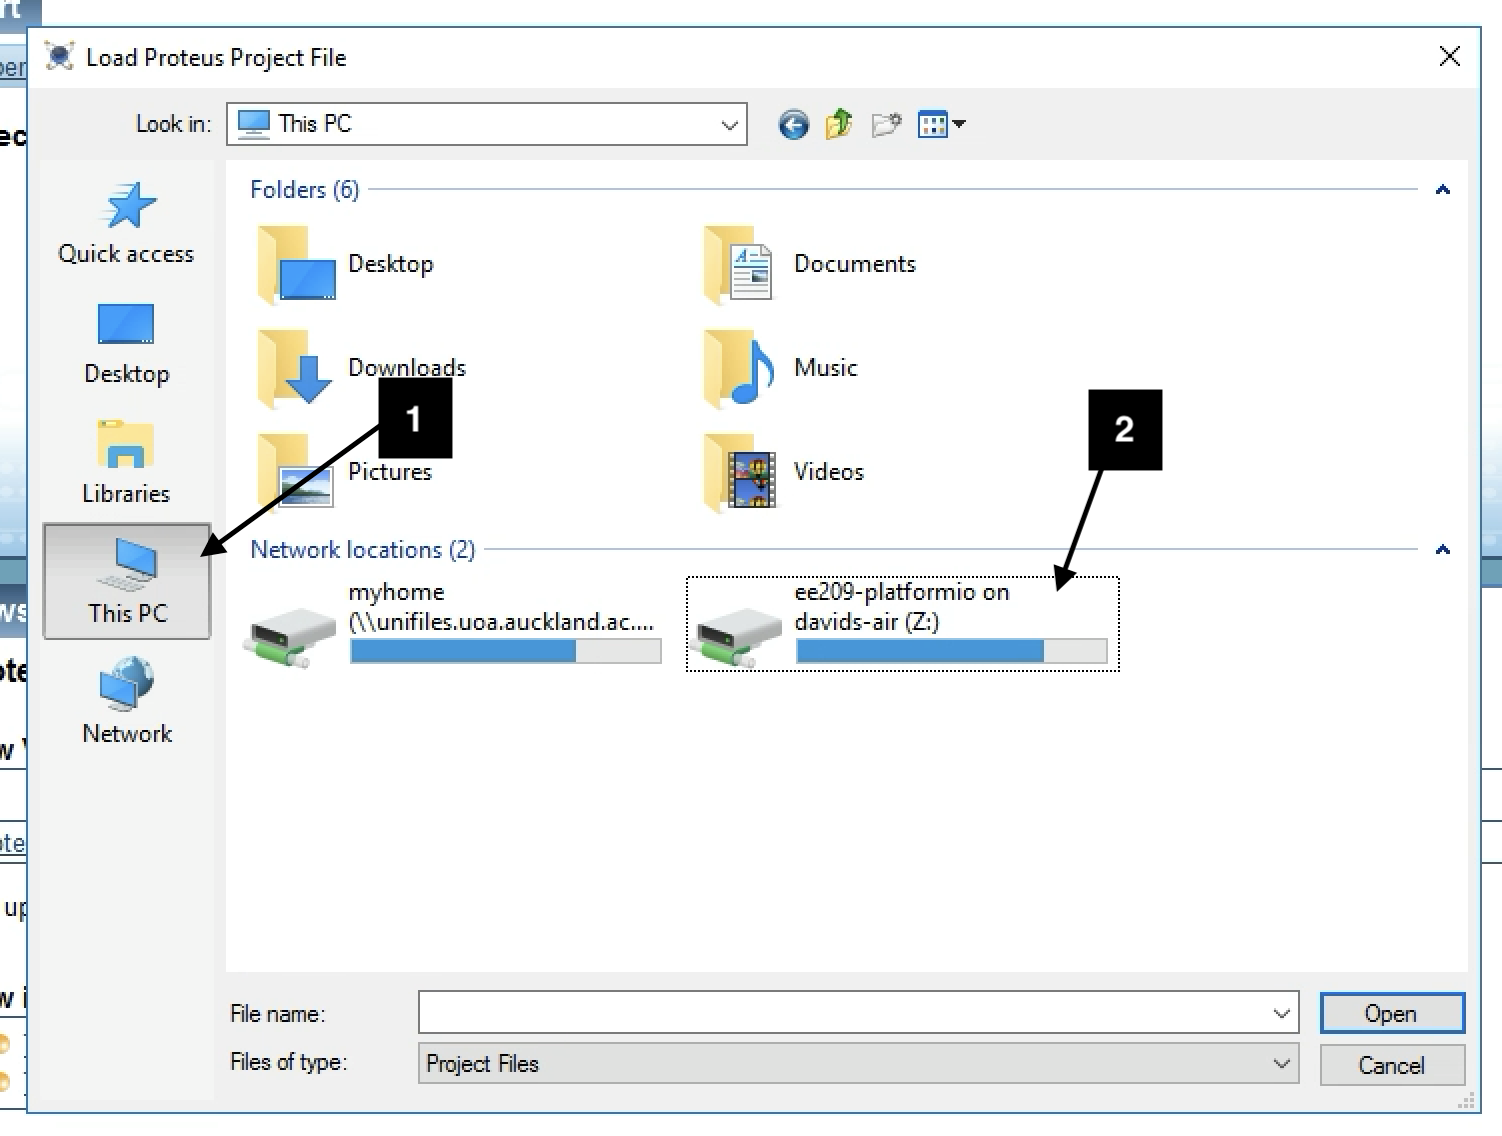 Load Proteus Project File
Look in: This PC
Folders (6)
Quick access
Desktop
Libraries
This PC
Network
Desktop
Documents
Downloads
Music
1
2
Pictures
Videos
Network locations (2)
myhome
(\\unifiles.uoa.auckland.ac....
ee209-platformio on
davids-air (Z:)
File name:
Open
Files of type: Project Files
Cancel